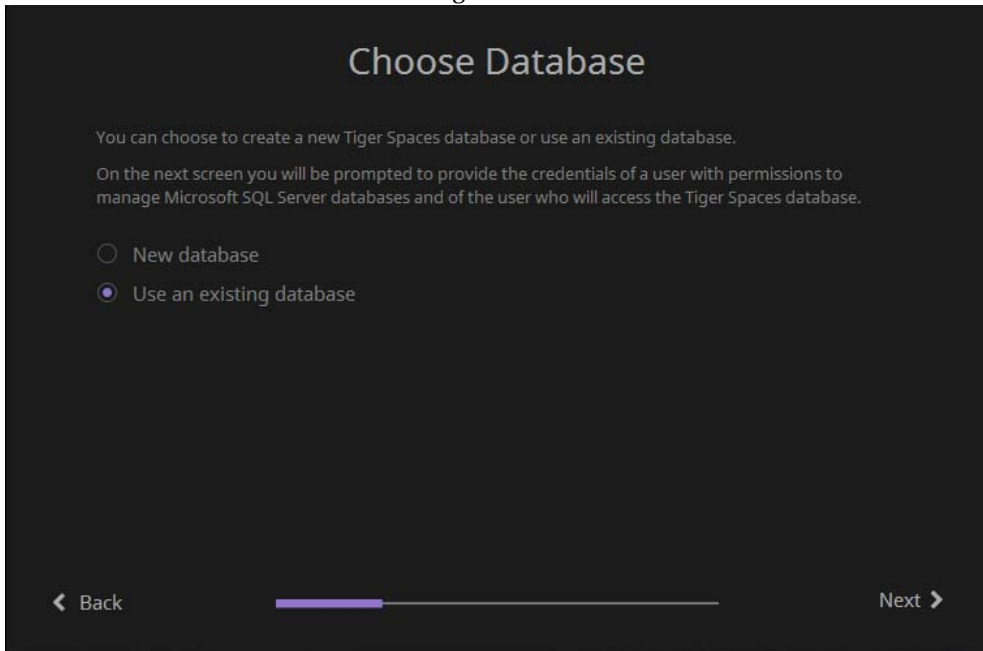 Choose Database
You can choose to create a new Tiger Spaces database or use an existing database.
On the next screen you will be prompted to provide the credentials of a user with permissions to
manage Microsoft SQL Server databases and of the user who will access the Tiger Spaces database.
New database
Use an existing database
Back
Next